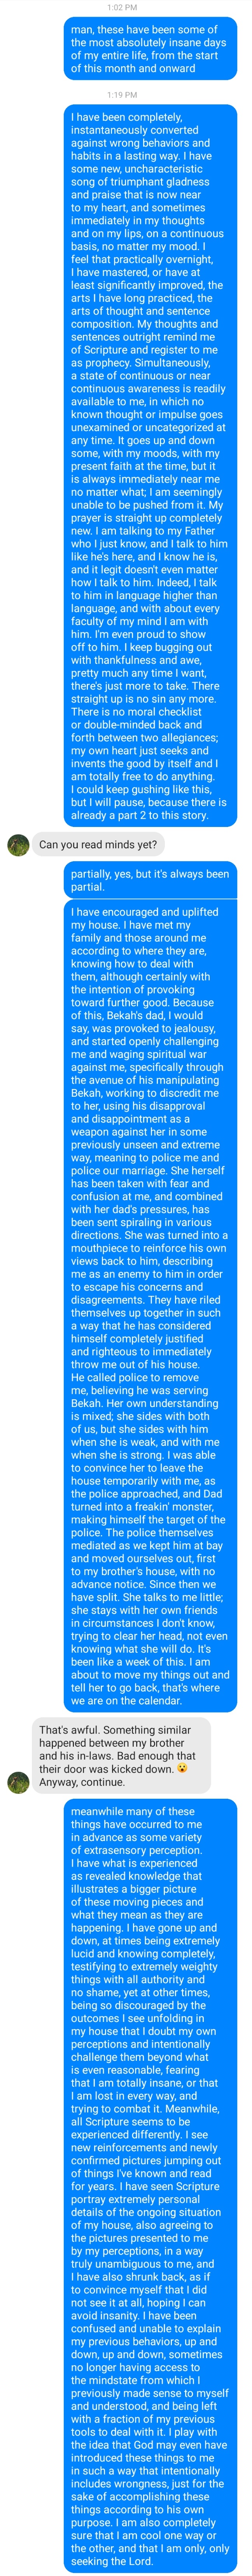 1:02 PM
man, these have been some of
the most absolutely insane days
of my entire life, from the start
of this month and onward
1:19 PM
I have been completely,
instantaneously converted
against wrong behaviors and
habits in a lasting way. I have
some new, uncharacteristic
song of triumphant gladness
and praise that is now near
to my heart, and sometimes
immediately in my thoughts
and on my lips, on a continuous
basis, no matter my mood. I
feel that practically overnight,
I have mastered, or have at
least significantly improved, the
arts I have long practiced, the
arts of thought and sentence
composition. My thoughts and
sentences outright remind me
of Scripture and register to me
as prophecy. Simultaneously,
a state of continuous or near
continuous awareness is readily
available to me, in which no
known thought or impulse goes
unexamined or uncategorized at
any time. It goes up and down
some, with my moods, with my
present faith at the time, but it
is always immediately near me
no matter what; I am seemingly
unable to be pushed from it. My
prayer is straight up completely
new. I am talking to my Father
who I just know, and I talk to him
like he's here, and I know he is,
and it legit doesn't even matter
how I talk to him. Indeed, I talk
to him in language higher than
language, and with about every
faculty of my mind I am with
him. I'm even proud to show
off to him. I keep bugging out
with thankfulness and awe,
pretty much any time I want,
there's just more to take. There
straight up is no sin any more.
There is no moral checklist
or double-minded back and
forth between two allegiances;
my own heart just seeks and
invents the good by itself and I
am totally free to do anything.
I could keep gushing like this,
but I will pause, because there is
already a part 2 to this story.
Can you read minds yet?
partially, yes, but it's always been
partial.
I have encouraged and uplifted
my house. I have met my
family and those around me
according to where they are,
knowing how to deal with
them, although certainly with
the intention of provoking
toward further good. Because
of this, Bekah's dad, I would
say, was provoked to jealousy,
and started openly challenging
me and waging spiritual war
against me, specifically through
the avenue of his manipulating
Bekah, working to discredit me
to her, using his disapproval
and disappointment as a
weapon against her in some
previously unseen and extreme
way, meaning to police me and
police our marriage. She herself
has been taken with fear and
confusion at me, and combined
with her dad's pressures, has
been sent spiraling in various
directions. She was turned into a
mouthpiece to reinforce his own
views back to him, describing
me as an enemy to him in order
to escape his concerns and
disagreements. They have riled
themselves up together in such
a way that he has considered
himself completely justified
and righteous to immediately
throw me out of his house.
He called police to remove
me, believing he was serving
Bekah. Her own understanding
is mixed; she sides with both
of us, but she sides with him
when she is weak, and with me
when she is strong. I was able
to convince her to leave the
house temporarily with me, as
the police approached, and Dad
turned into a freakin' monster,
making himself the target of the
police. The police themselves
mediated as we kept him at bay
and moved ourselves out, first
to my brother's house, with no
advance notice. Since then we
have split. She talks to me little;
she stays with her own friends
in circumstances I don't know,
trying to clear her head, not even
knowing what she will do. It's
been like a week of this. I am
about to move my things out and
tell her to go back, that's where
we are on the calendar.
That's awful. Something similar
happened between my brother
and his in-laws. Bad enough that
their door was kicked down. 😮
Anyway, continue.
meanwhile many of these
things have occurred to me
in advance as some variety
of extrasensory perception.
I have what is experienced
as revealed knowledge that
illustrates a bigger picture
of these moving pieces and
what they mean as they are
happening. I have gone up and
down, at times being extremely
lucid and knowing completely,
testifying to extremely weighty
things with all authority and
no shame, yet at other times,
being so discouraged by the
outcomes I see unfolding in
my house that I doubt my own
perceptions and intentionally
challenge them beyond what
is even reasonable, fearing
that I am totally insane, or that
I am lost in every way, and
trying to combat it. Meanwhile,
all Scripture seems to be
experienced differently. I see
new reinforcements and newly
confirmed pictures jumping out
of things I've known and read
for years. I have seen Scripture
portray extremely personal
details of the ongoing situation
of my house, also agreeing to
the pictures presented to me
by my perceptions, in a way
truly unambiguous to me, and
I have also shrunk back, as if
to convince myself that I did
not see it at all, hoping I can
avoid insanity. I have been
confused and unable to explain
my previous behaviors, up and
down, up and down, sometimes
no longer having access to
the mindstate from which I
previously made sense to myself
and understood, and being left
with a fraction of my previous
tools to deal with it. I play with
the idea that God may even have
introduced these things to me
in such a way that intentionally
includes wrongness, just for the
sake of accomplishing these
things according to his own
purpose. I am also completely
sure that I am cool one way or
the other, and that I am only, only
seeking the Lord.